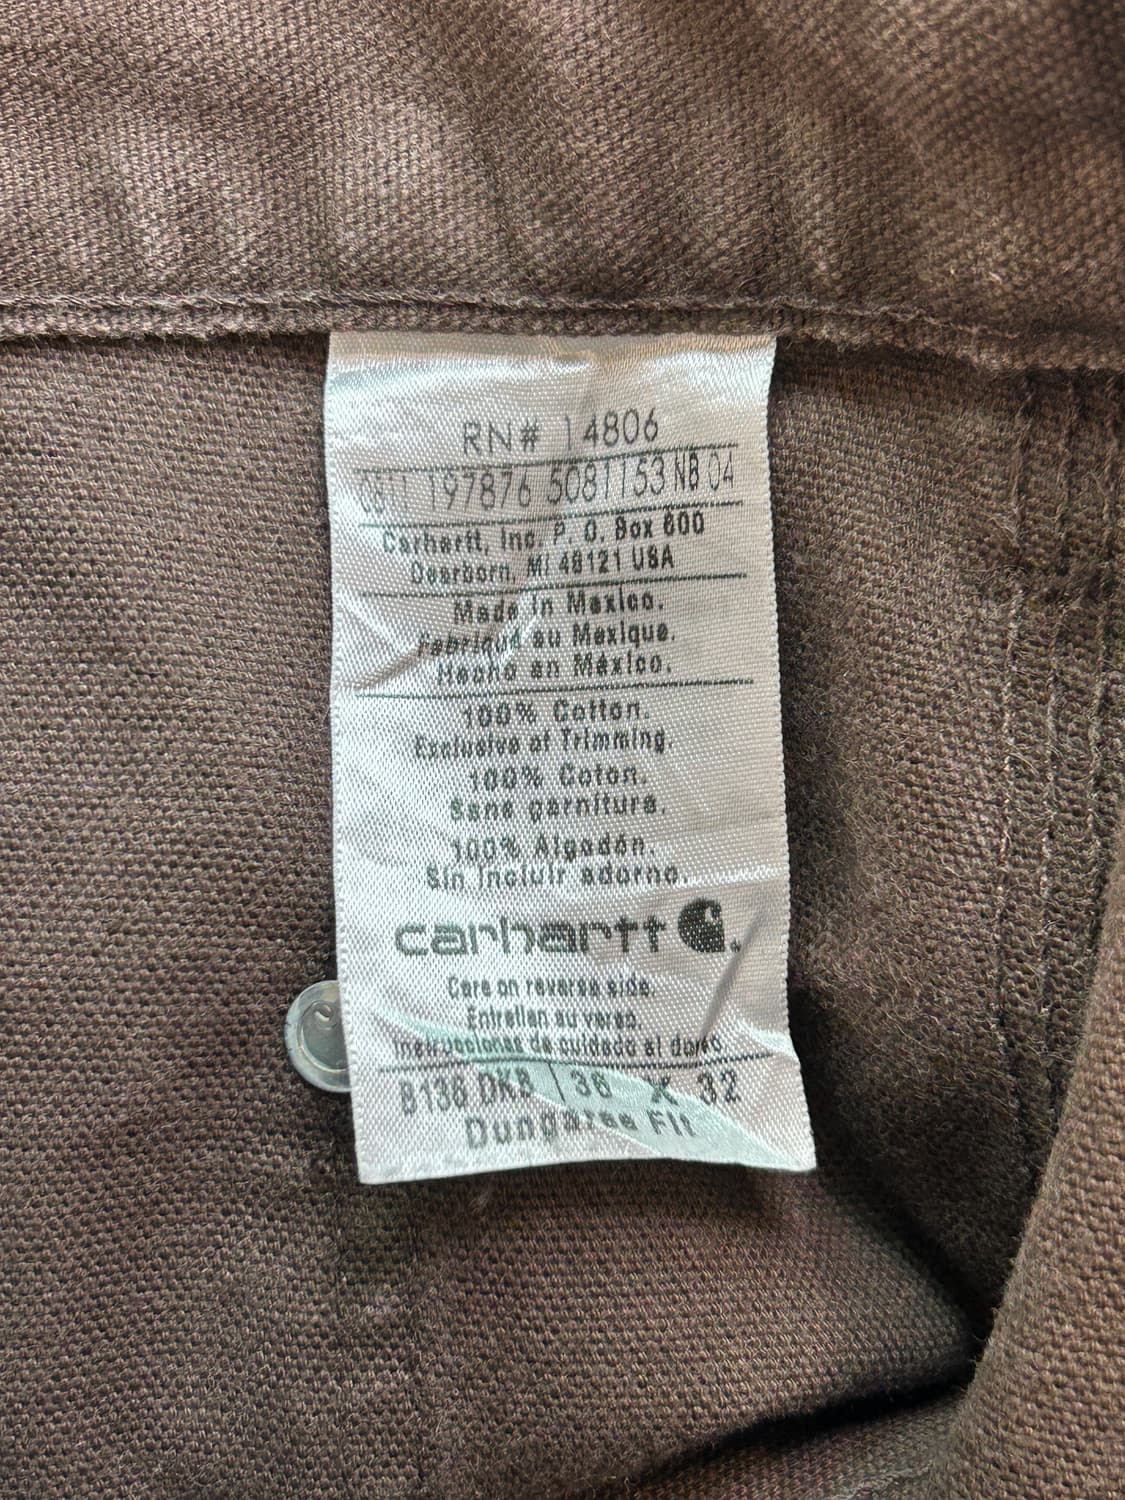 RN# 14806
0811 197876 5081153 NB 04
Carhartt, Inc. P. O. Box 600
Dearborn, MI 48121 USA
Made in Mexico.
Fabriqué au Mexique.
Hecho en México.
100% Cotton.
Exclusive of Trimming.
100% Coton.
Sans garniture.
100% Algodón.
Sin incluir adorno.
carhartt
Care on reverse side.
Entretien au verso.
Instrucciones de cuidado al dorso
B136 DKB 36 X 32
Dungaree Fit